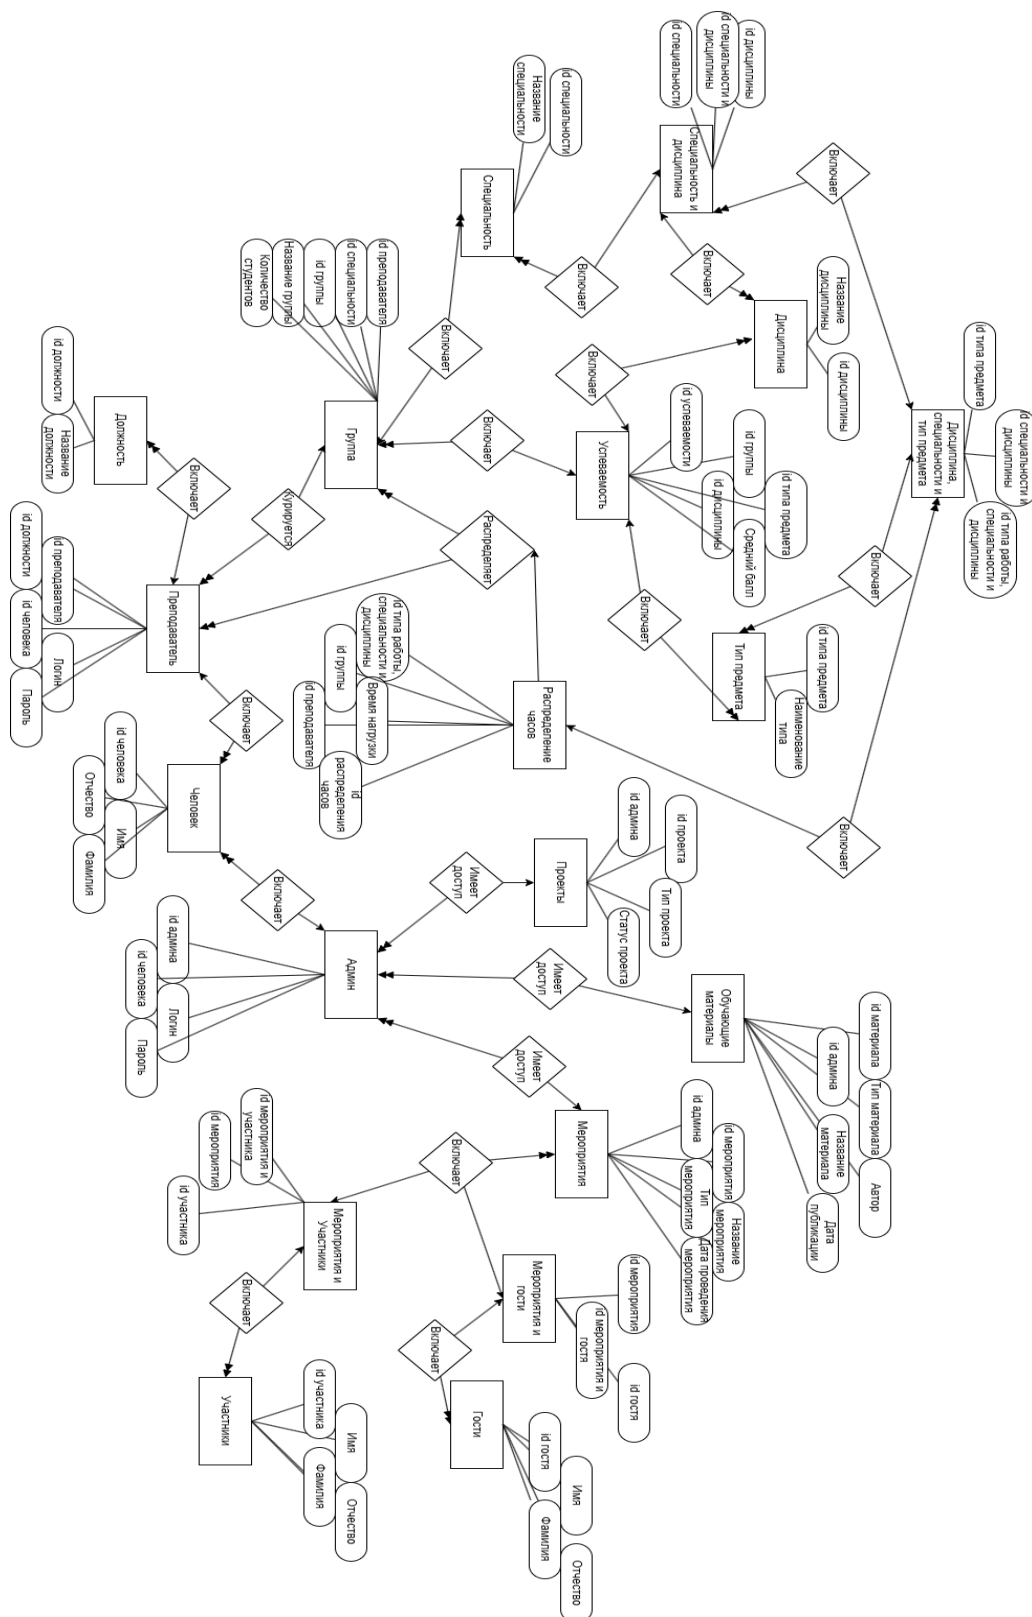 id специальности и
дисциплины
id типа предмета
id типа работы,
специальности и
дисциплины
Дисциплина,
специальности и
тип предмета
Включает
Включает
Включает
id типа предмета
Наименование
типа
Тип предмета
Название
дисциплины
id дисциплины
Дисциплина
id дисциплины
id специальности и
дисциплины
id специальности
Специальность и
дисциплина
Включает
Включает
Включает
Включает
id успеваемости
id группы
id типа предмета
id дисциплины
Средний балл
Успеваемость
id специальности
Название
специальности
Специальность
Включает
Включает
id преподавателя
id специальности
id группы
Название группы
Количество
студентов
Группа
Распределяет
Распределение
часов
id типа работы,
специальности и
дисциплины
Время нагрузки
id группы
id преподавателя
id
распределения
часов
Курируется
Включает
Должность
id должности
Название
должности
Преподаватель
id преподавателя
id должности
id человека
Логин
Пароль
Включает
Человек
id человека
Имя
Отчество
Фамилия
Включает
Админ
id админа
id человека
Логин
Пароль
Имеет
доступ
Проекты
id админа
id проекта
Тип проекта
Статус проекта
Имеет
доступ
Обучающие
материалы
id материала
id админа
Тип материала
Название
материала
Автор
Дата
публикации
Имеет
доступ
Мероприятия
id админа
id мероприятия
Тип
мероприятия
Название
мероприятия
Дата проведения
мероприятия
Включает
Мероприятия и
гости
id мероприятия
id мероприятия и
гостя
id гостя
Включает
Гости
id гостя
Имя
Фамилия
Отчество
Мероприятия и
Участники
id мероприятия и
участника
id мероприятия
id участника
Включает
Участники
id участника
Имя
Фамилия
Отчество